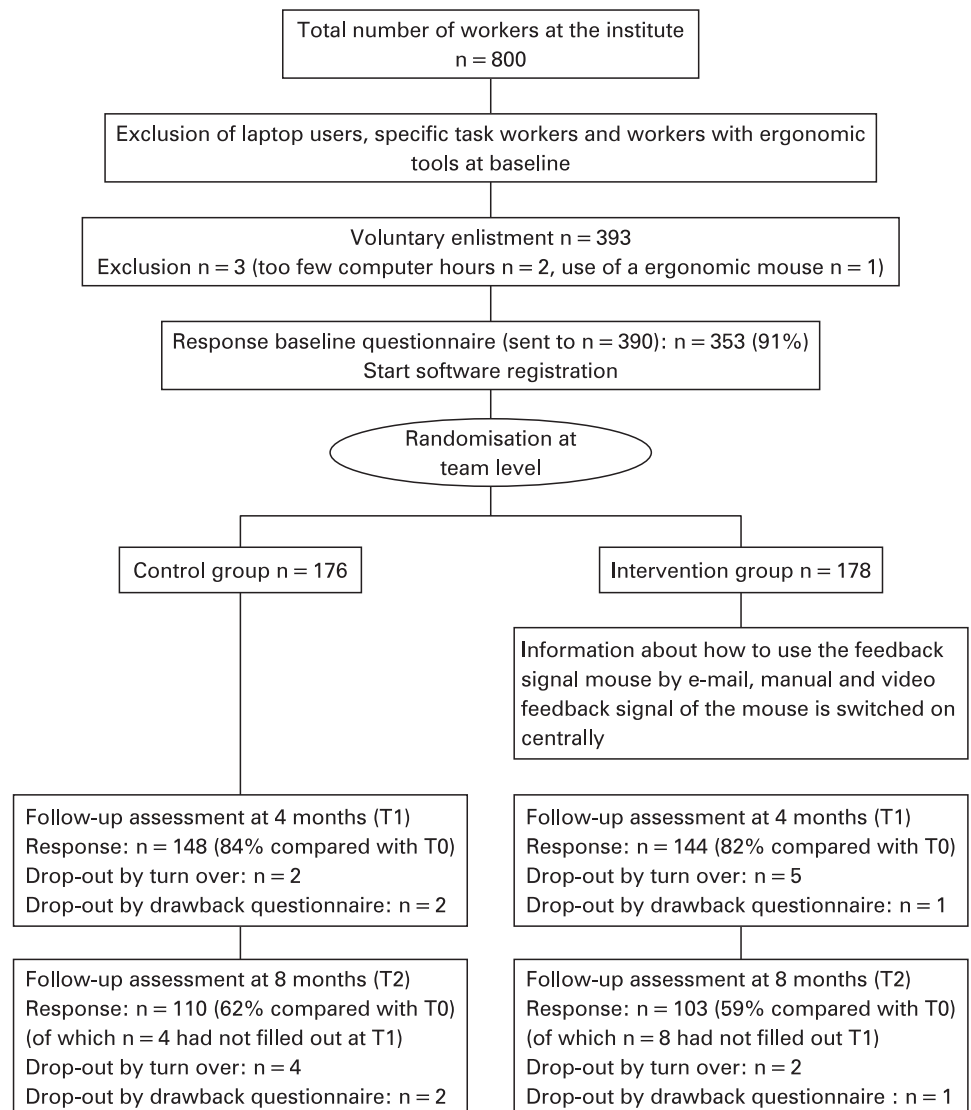 Total number of workers at the institute
n = 800
Exclusion of laptop users, specific task workers and workers with ergonomic
tools at baseline
Voluntary enlistment n = 393
Exclusion n = 3 (too few computer hours n = 2, use of a ergonomic mouse n = 1)
Response baseline questionnaire (sent to n = 390): n = 353 (91%)
Start software registration
Randomisation at
team level
Control group n = 176
Intervention group n = 178
Information about how to use the feedback
signal mouse by e-mail, manual and video
feedback signal of the mouse is switched on
centrally
Follow-up assessment at 4 months (T1)
Response: n = 148 (84% compared with T0)
Drop-out by turn over: n = 2
Drop-out by drawback questionnaire: n = 2
Follow-up assessment at 4 months (T1)
Response: n = 144 (82% compared with T0)
Drop-out by turn over: n = 5
Drop-out by drawback questionnaire: n = 1
Follow-up assessment at 8 months (T2)
Response: n = 110 (62% compared with T0)
(of which n = 4 had not filled out at T1)
Drop-out by turn over: n = 4
Drop-out by drawback questionnaire: n = 2
Follow-up assessment at 8 months (T2)
Response: n = 103 (59% compared with T0)
(of which n = 8 had not filled out T1)
Drop-out by turn over: n = 2
Drop-out by drawback questionnaire : n = 1